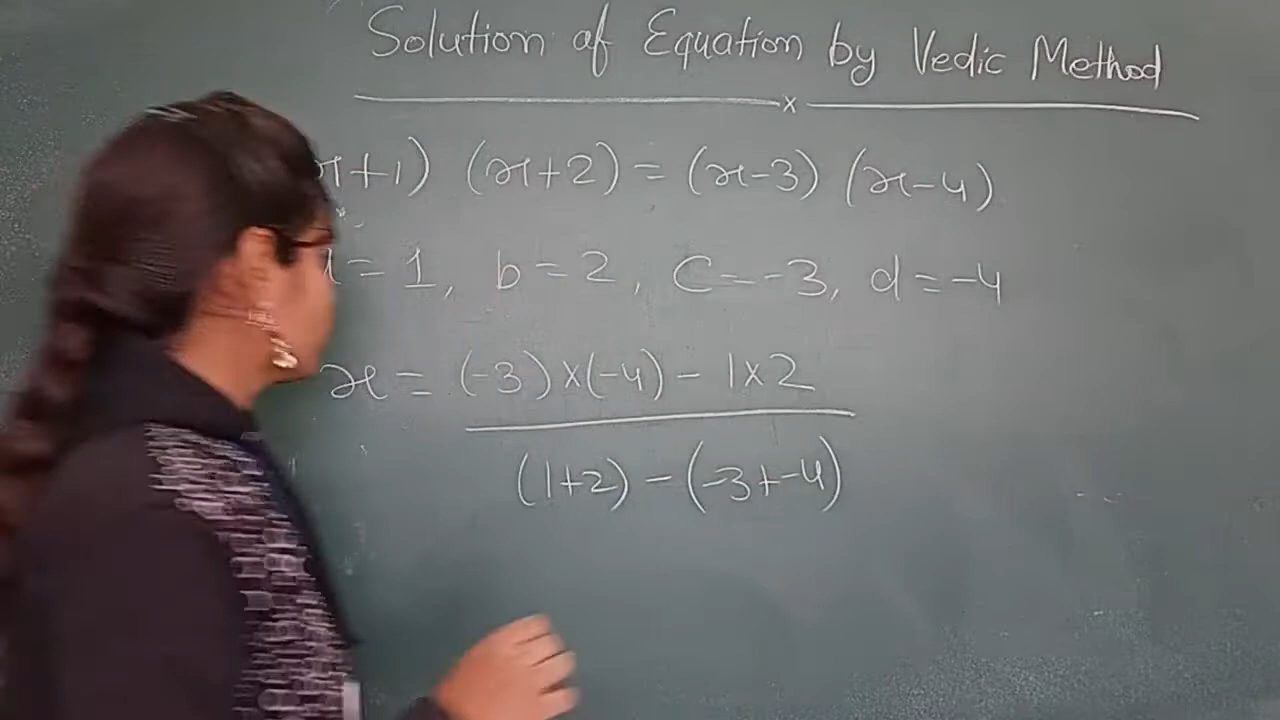 Solution of Equation by Vedic Method
x+1) (x+2) = (x-3) (x-4)
= 1, b = 2, C = -3, d = -4
x = (-3)x(-4) - 1x2
(1+2) - (-3+-4)